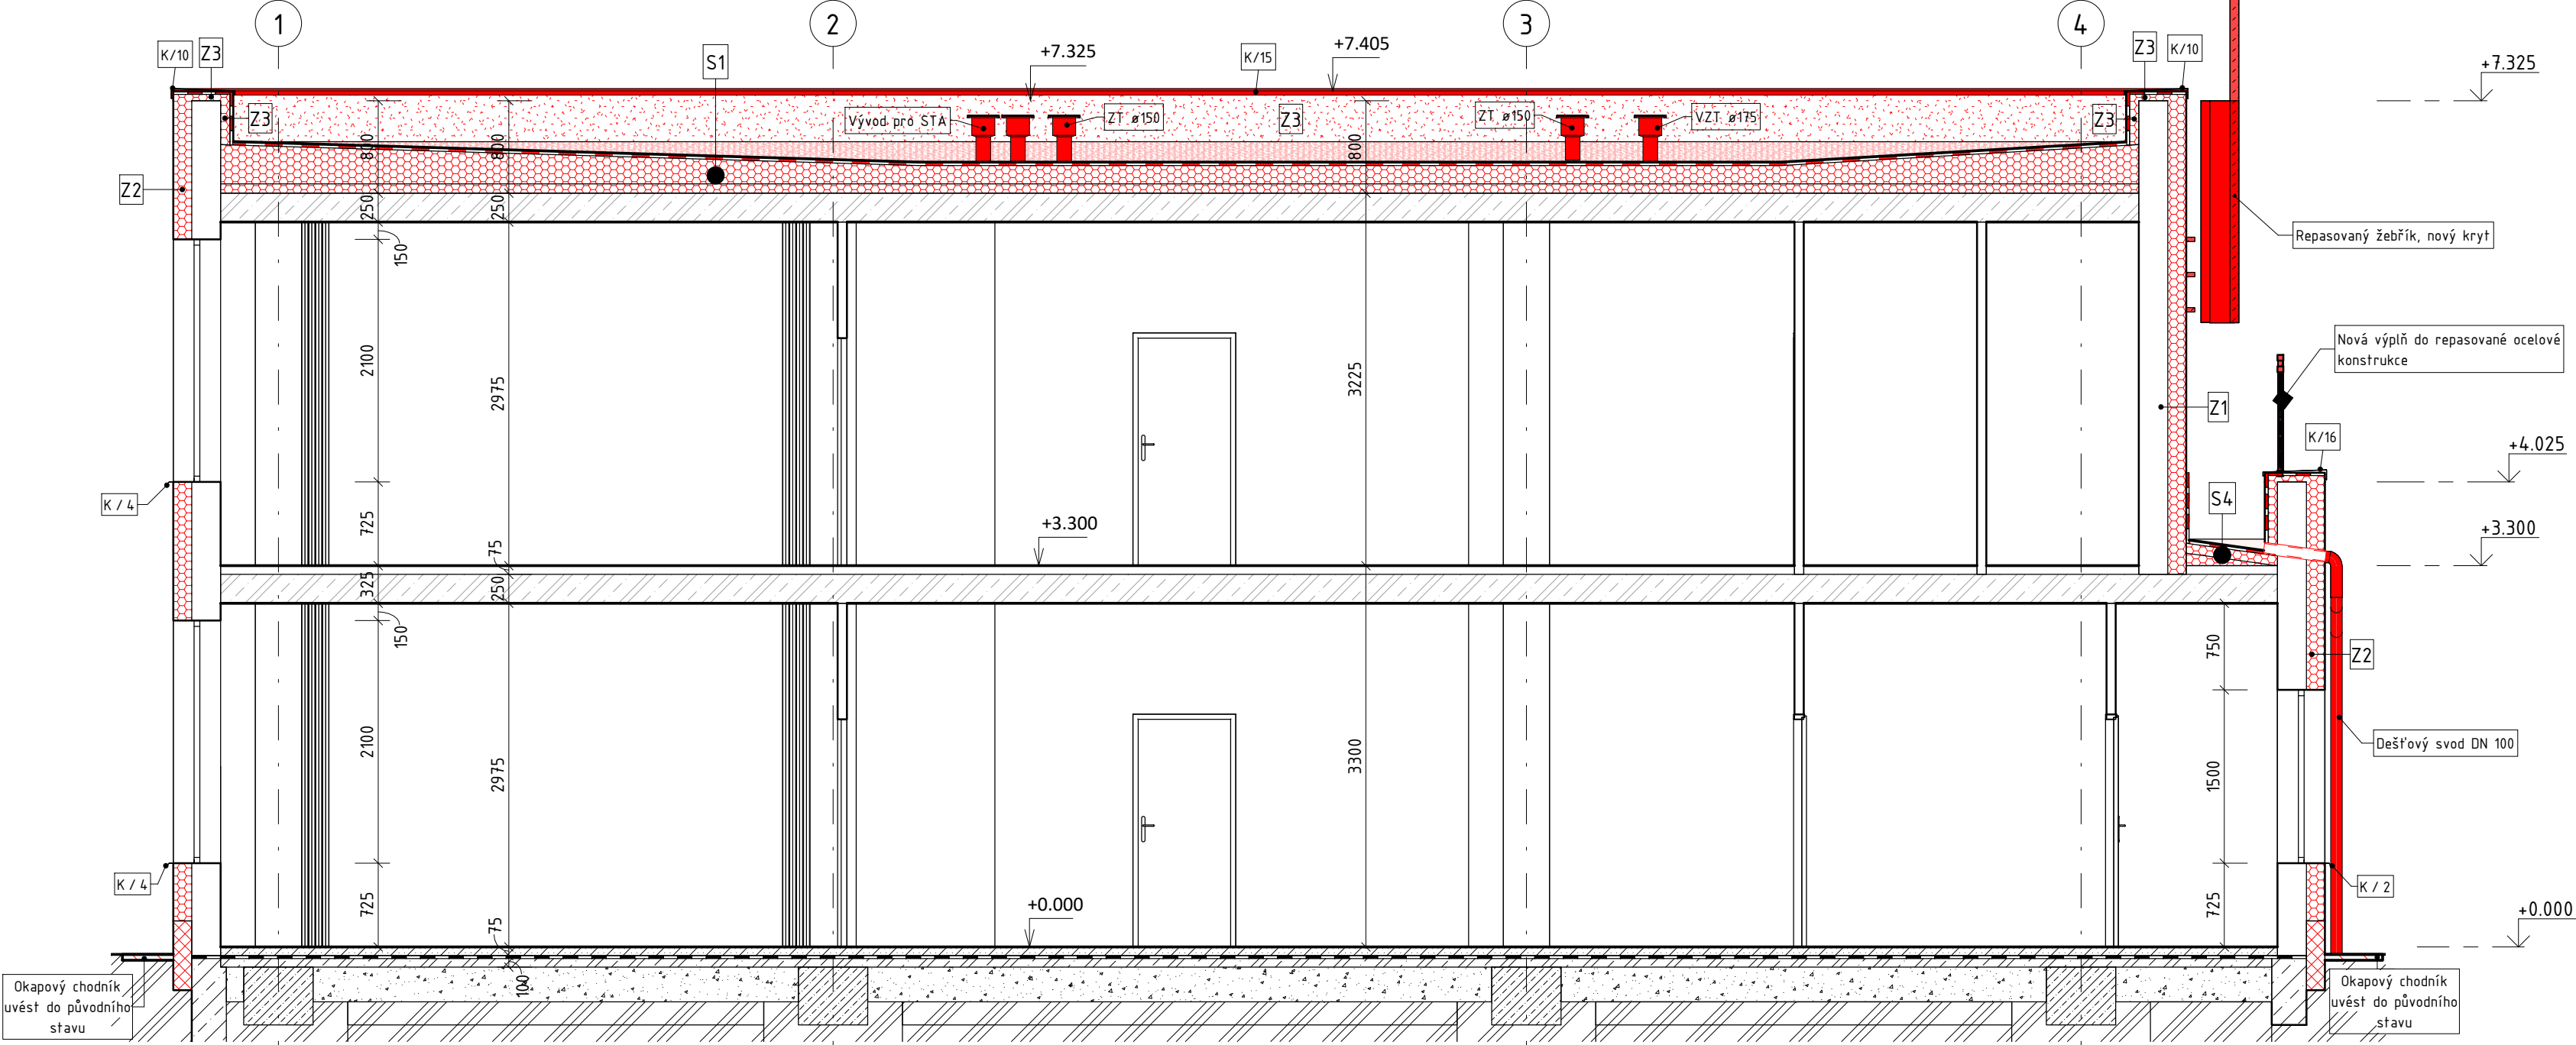 1
2
3
4
K/10
Z3
S1
+7.325
K/15
+7.405
Z3
K/10
+7.325
Z3
Vývod pro STA
ZT ø150
Z3
ZT ø150
VZT ø175
Z3
800
800
800
Z2
250
250
150
Repasovaný žebřík, nový kryt
Nová výplň do repasované ocelové
konstrukce
2100
2975
3225
Z1
K/16
+4.025
K / 4
725
+3.300
S4
+3.300
75
325
250
150
750
Z2
2100
2975
3300
1500
Dešťový svod DN 100
K / 4
K / 2
725
75
+0.000
725
+0.000
100
Okapový chodník
uvést do původního
stavu
Okapový chodník
uvést do původního
stavu